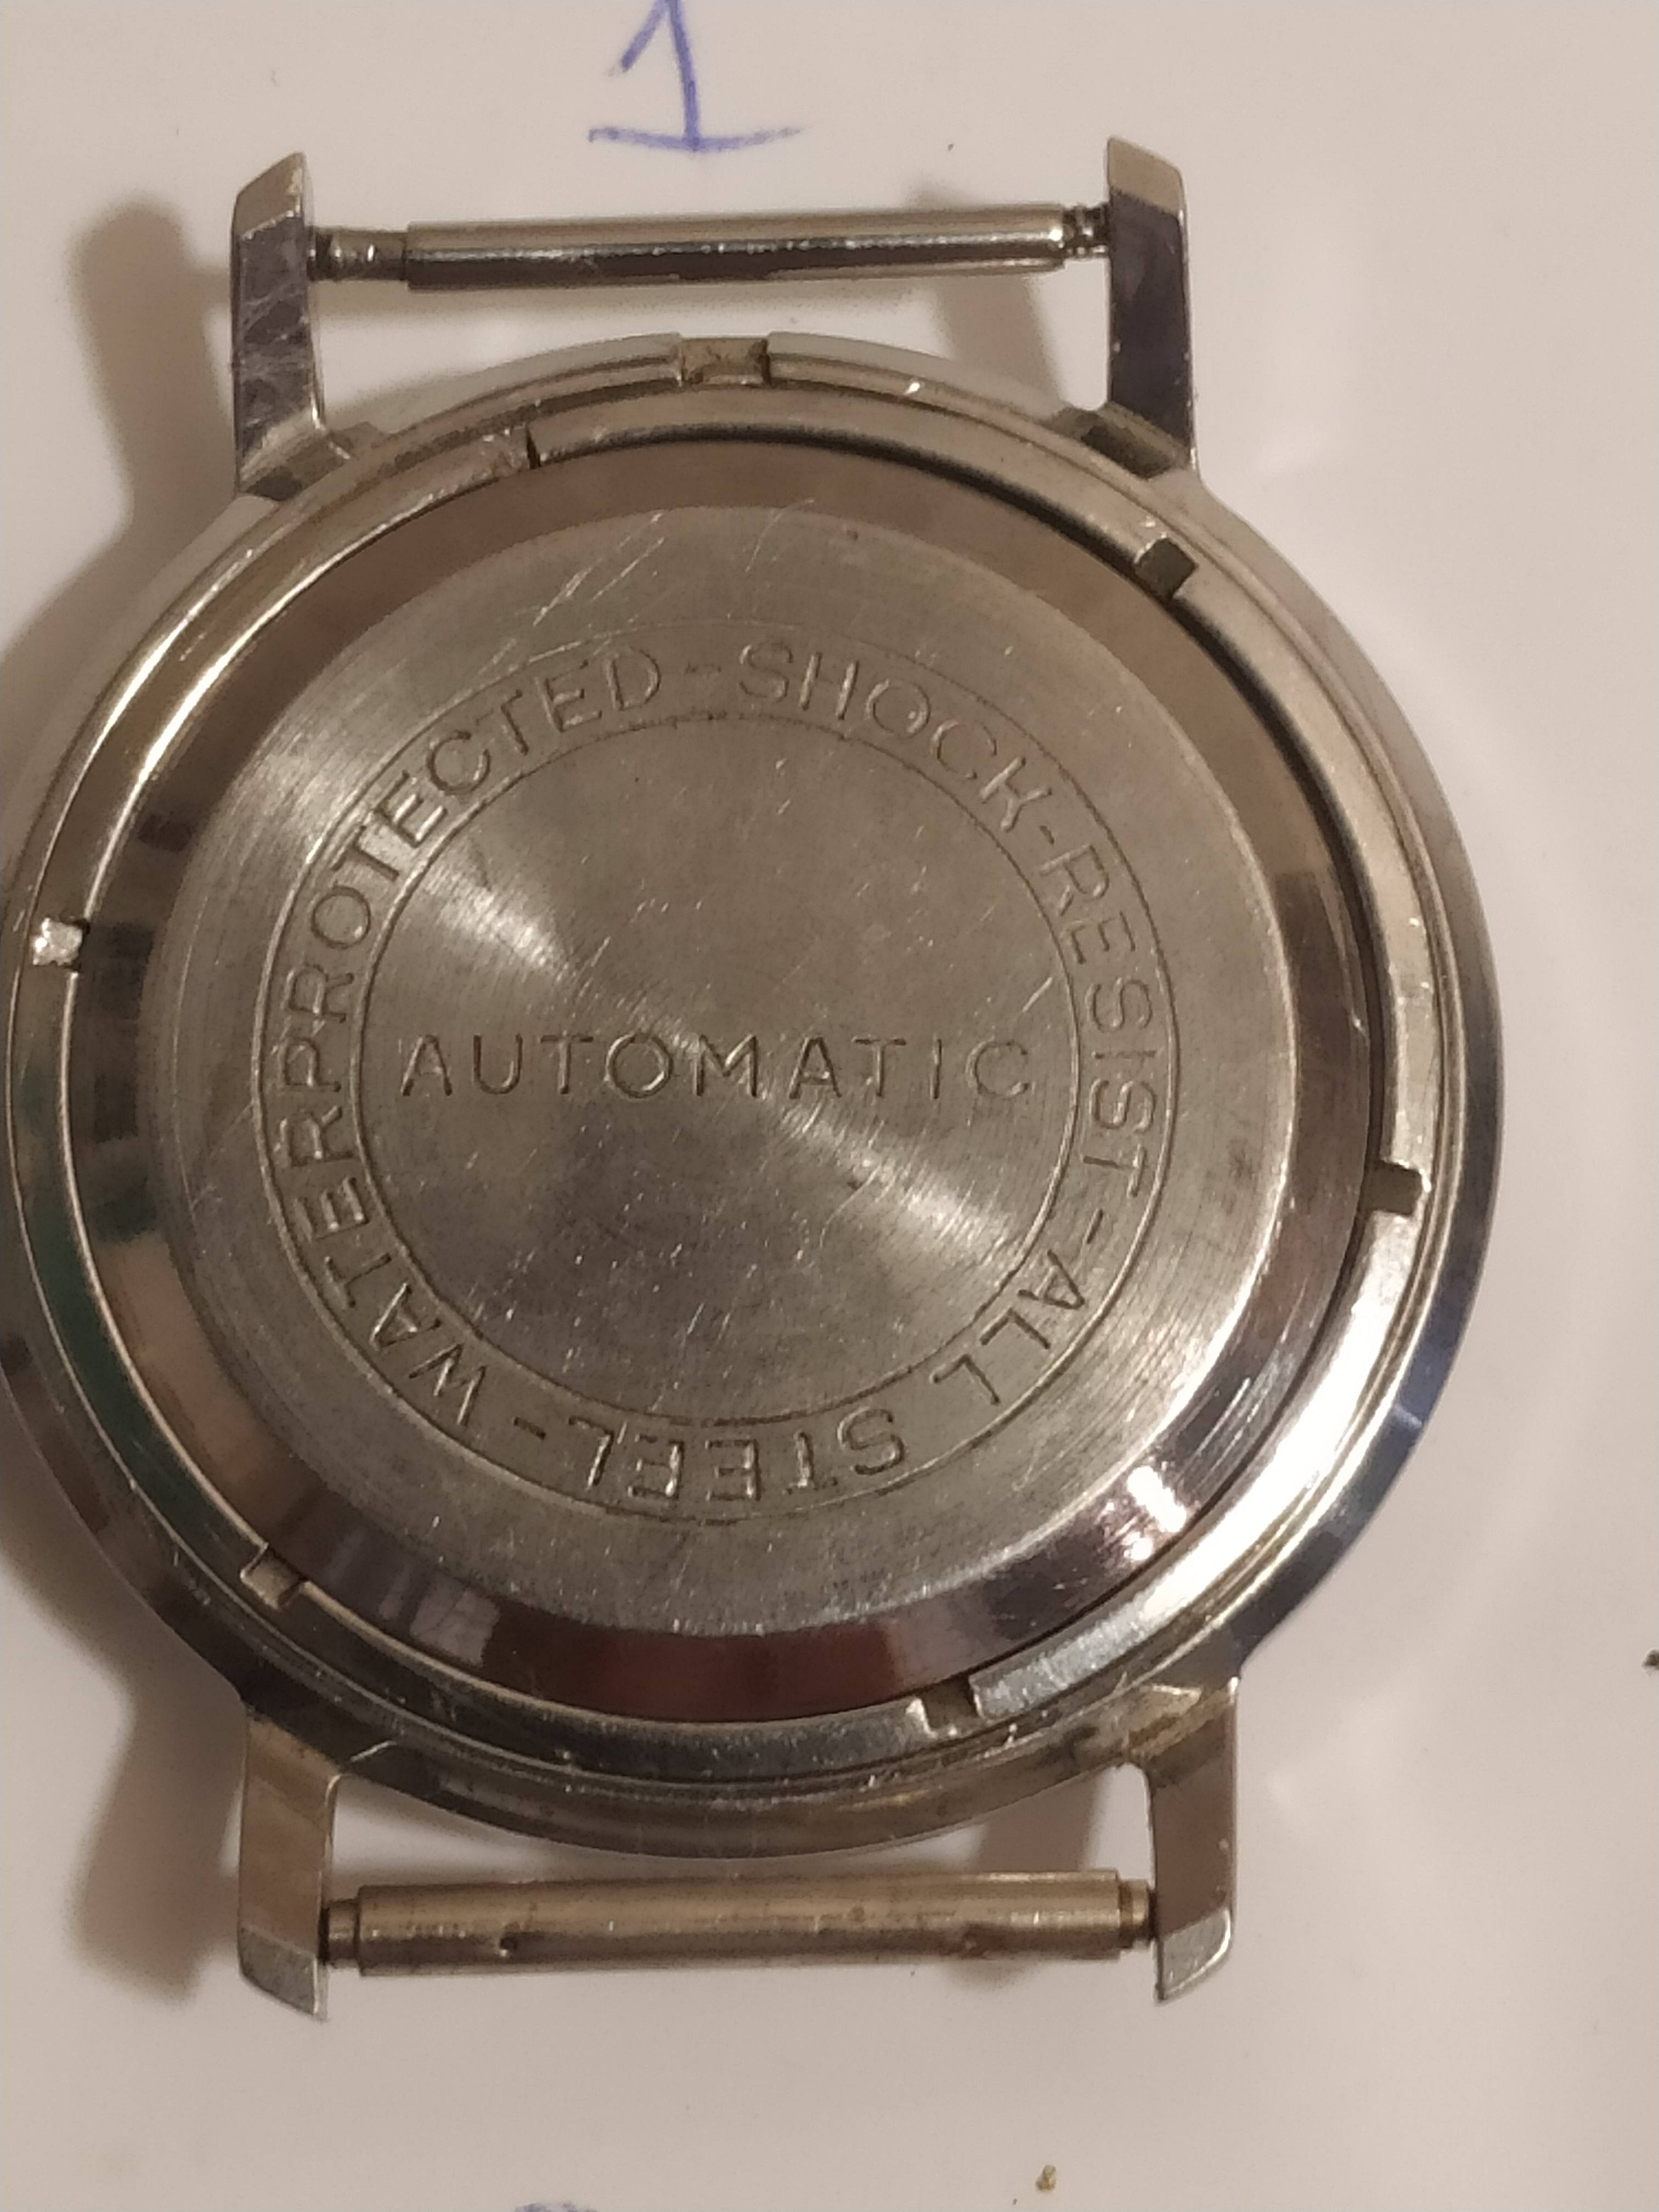 1
WATERPROTECTED-SHOCK-RESIST-ALL STEEL-
AUTOMATIC